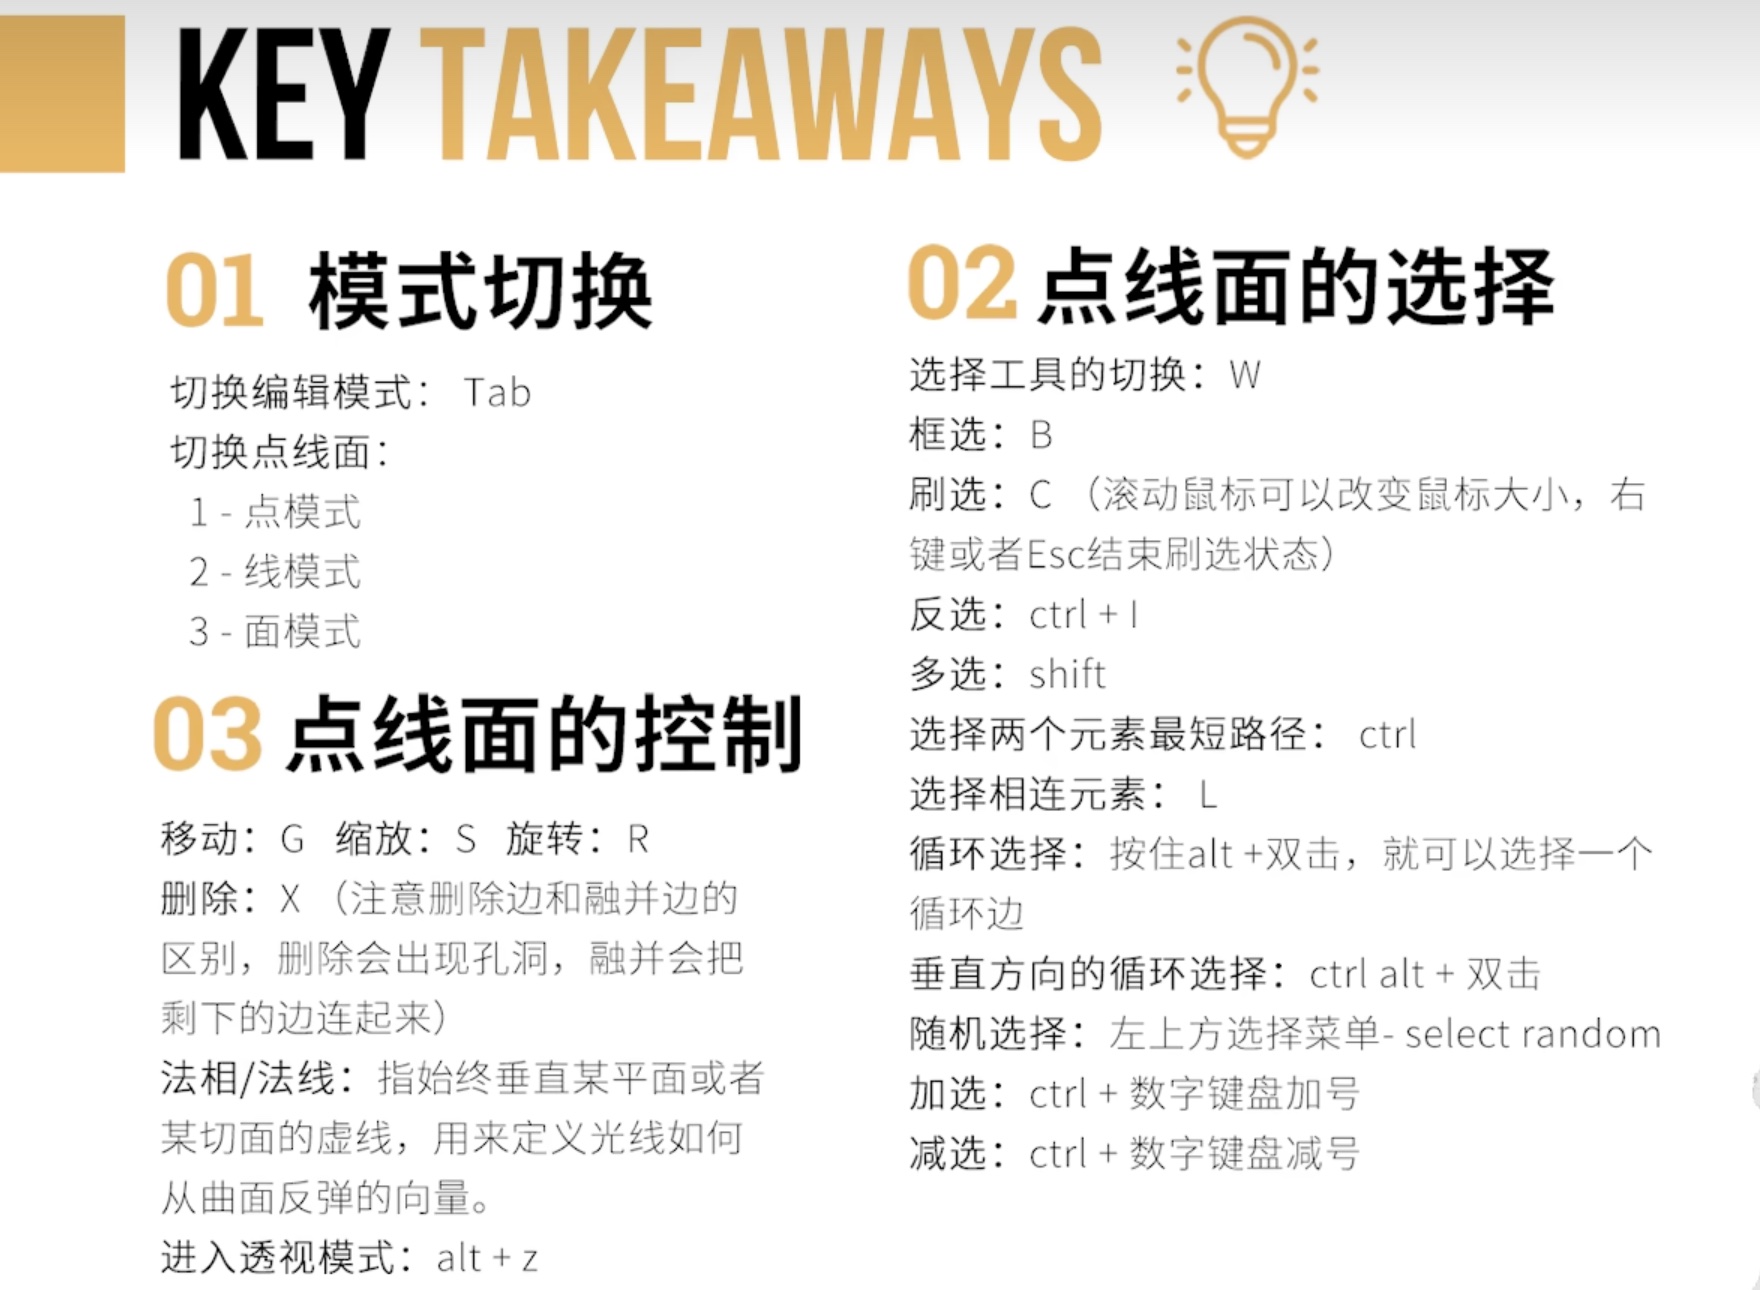 KEY TAKEAWAYS
01 模式切换
切换编辑模式： Tab
切换点线面：
1 - 点模式
2 - 线模式
3 - 面模式
02 点线面的选择
选择工具的切换：W
框选：B
刷选：C （滚动鼠标可以改变鼠标大小，右
键或者Esc结束刷选状态）
反选：ctrl + I
多选：shift
选择两个元素最短路径： ctrl
选择相连元素： L
循环选择：按住alt +双击，就可以选择一个
循环边
垂直方向的循环选择：ctrl alt + 双击
随机选择：左上方选择菜单- select random
加选：ctrl + 数字键盘加号
减选：ctrl + 数字键盘减号
03 点线面的控制
移动：G 缩放：S 旋转：R
删除：X （注意删除边和融并边的
区别，删除会出现孔洞，融并会把
剩下的边连起来）
法相/法线：指始终垂直某平面或者
某切面的虚线，用来定义光线如何
从曲面反弹的向量。
进入透视模式：alt + z